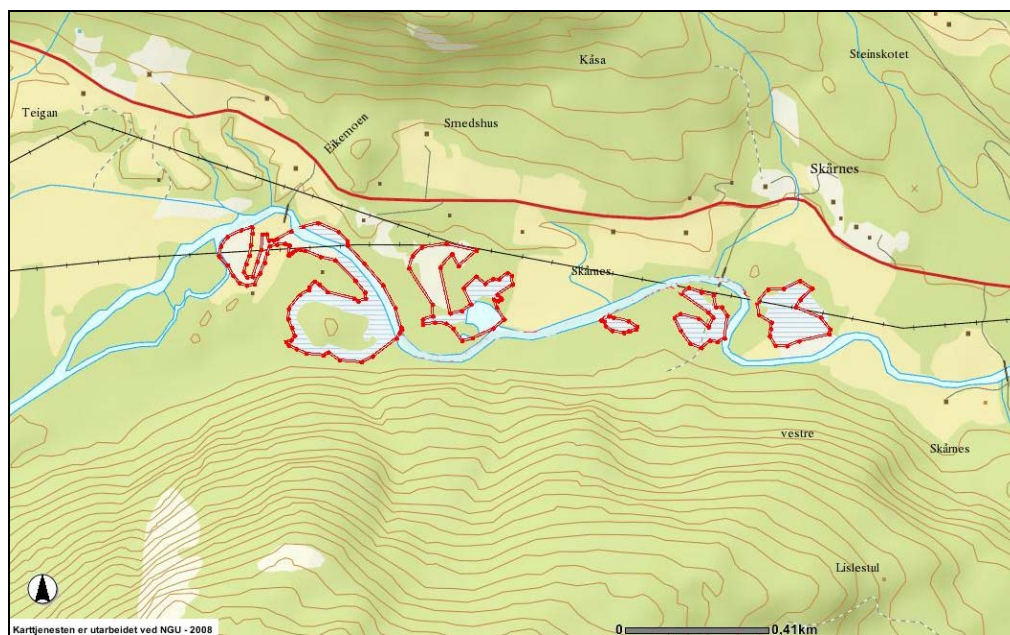 Steinskotet
Kåsa
Teigan
Smedshus
Eikemoen
Skårnes
Skårnes
vestre
Skårnes
Lislestul
Karttjenesten er utarbeidet ved NGU - 2008
0 0,41km